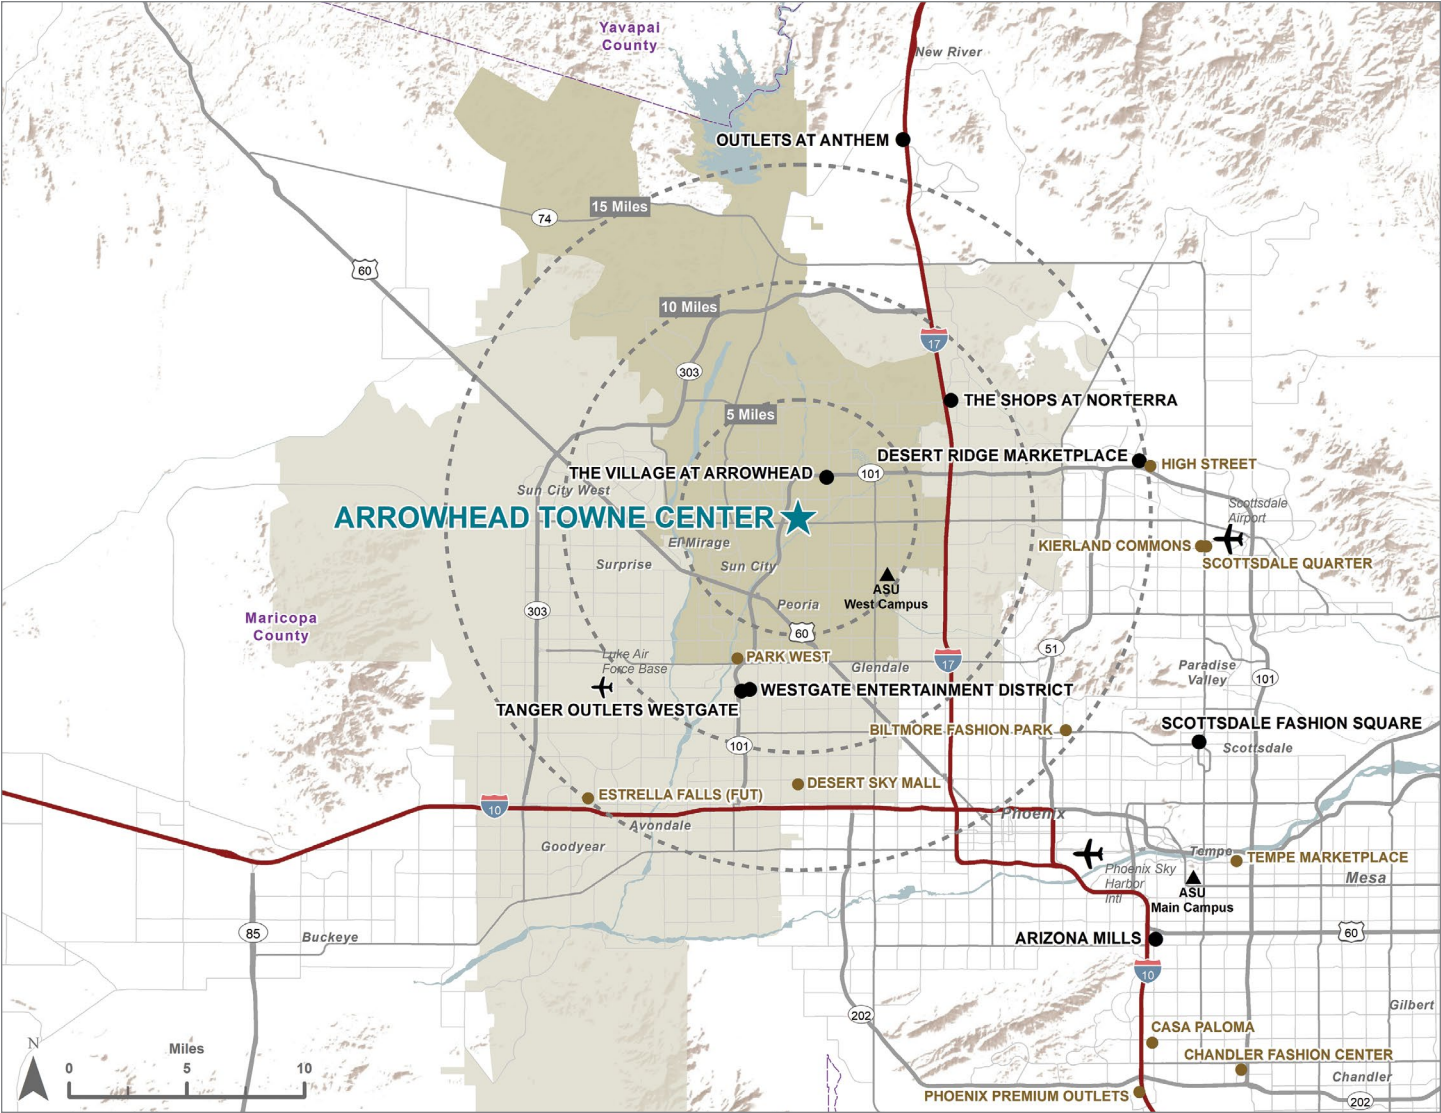 Yavapai
County
New River
OUTLETS AT ANTHEM
15 Miles
74
60
10 Miles
17
303
THE SHOPS AT NORTERRA
5 Miles
DESERT RIDGE MARKETPLACE
HIGH STREET
THE VILLAGE AT ARROWHEAD
101
Sun City West
Scottsdale
Airport
ARROWHEAD TOWNE CENTER
El Mirage
KIERLAND COMMONS
SCOTTSDALE QUARTER
Surprise
Sun City
ASU
West Campus
Peoria
303
Maricopa
County
60
51
Luke Air
Force Base
PARK WEST
Glendale
17
Paradise
Valley
101
WESTGATE ENTERTAINMENT DISTRICT
TANGER OUTLETS WESTGATE
BILTMORE FASHION PARK
SCOTTSDALE FASHION SQUARE
101
Scottsdale
DESERT SKY MALL
ESTRELLA FALLS (FUT)
10
Phoenix
Avondale
Goodyear
Tempe
TEMPE MARKETPLACE
Phoenix Sky
Harbor
Intl
Mesa
ASU
Main Campus
85
Buckeye
ARIZONA MILLS
60
10
Gilbert
202
CASA PALOMA
N
Miles
CHANDLER FASHION CENTER
0 5 10
Chandler
PHOENIX PREMIUM OUTLETS
202